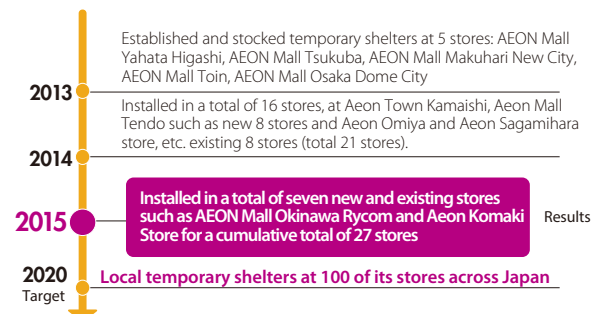 Established and stocked temporary shelters at 5 stores: AEON Mall
Yahata Higashi, AEON Mall Tsukuba, AEON Mall Makuhari New City,
AEON Mall Toin, AEON Mall Osaka Dome City
2013
Installed in a total of 16 stores, at Aeon Town Kamaishi, Aeon Mall
Tendo such as new 8 stores and Aeon Omiya and Aeon Sagamihara
store, etc. existing 8 stores (total 21 stores).
2014
Installed in a total of seven new and existing stores
such as AEON Mall Okinawa Rycom and Aeon Komaki
Store for a cumulative total of 27 stores
2015
Results
2020
Target
Local temporary shelters at 100 of its stores across Japan